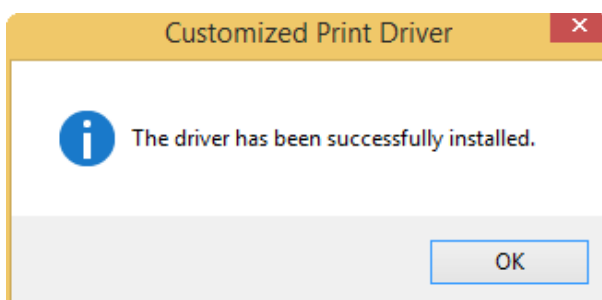 Customized Print Driver
The driver has been successfully installed.
OK